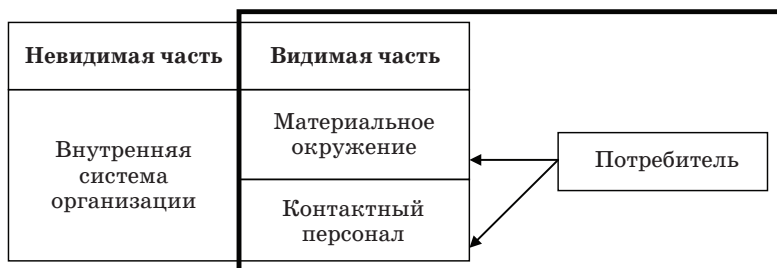 Невидимая часть
Видимая часть
Внутренняя
система
организации
Материальное
окружение
Контактный
персонал
Потребитель